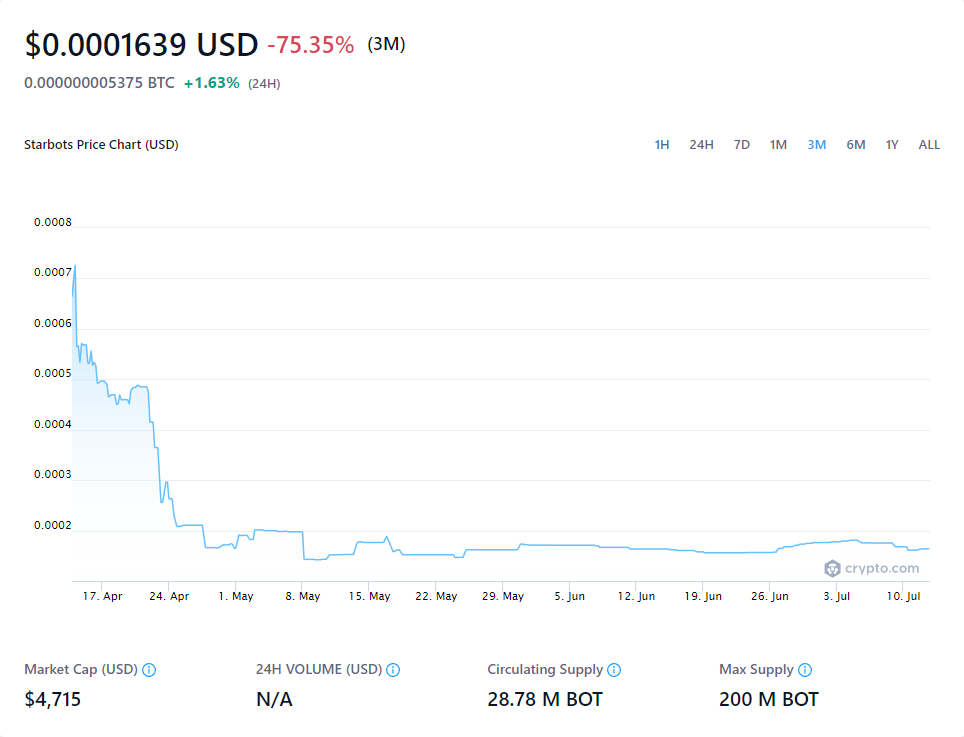 $0.0001639 USD -75.35% (3M)
0.000000005375 BTC +1.63% (24H)
Starbots Price Chart (USD) 1H 24H 7D 1M 3M 6M 1Y ALL
0.0008
0.0007
0.0006
0.0005
0.0004
0.0003
0.0002
crypto.com
17. Apr 24. Apr 1. May 8. May 15. May 22. May 29. May 5. Jun 12. Jun 19. Jun 26. Jun 3. Jul 10. Jul
Market Cap (USD) 24H VOLUME (USD) Circulating Supply Max Supply
$4,715 N/A 28.78 M BOT 200 M BOT